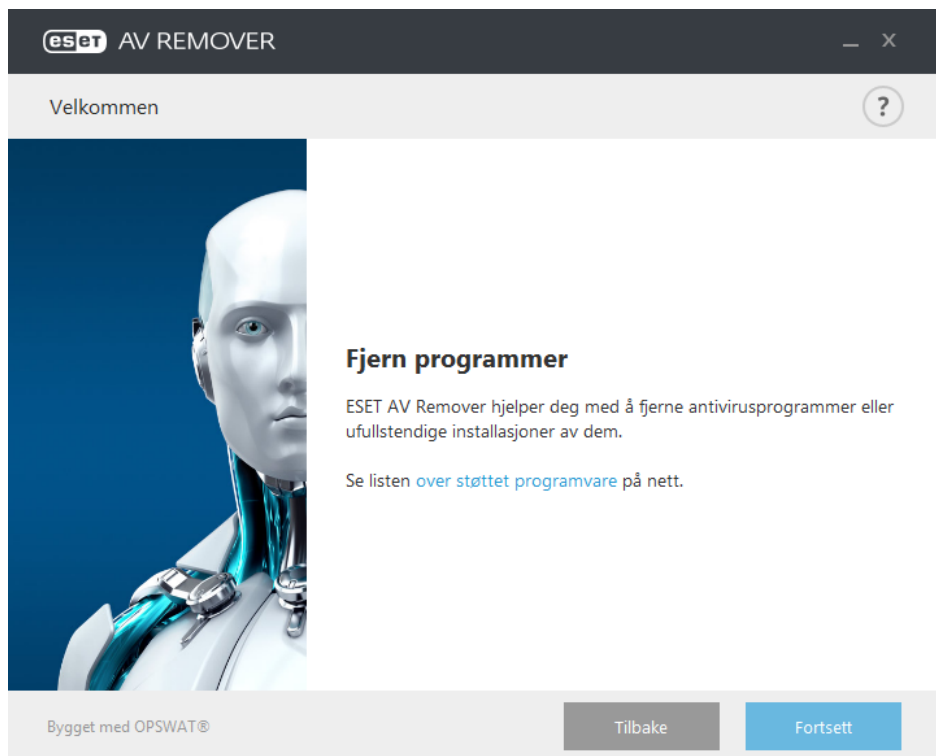 eset AV REMOVER
Velkommen
?
Fjern programmer
ESET AV Remover hjelper deg med å fjerne antivirusprogrammer eller
ufullstendige installasjoner av dem.
Se listen over støttet programvare på nett.
Bygget med OPSWAT®
Tilbake
Fortsett